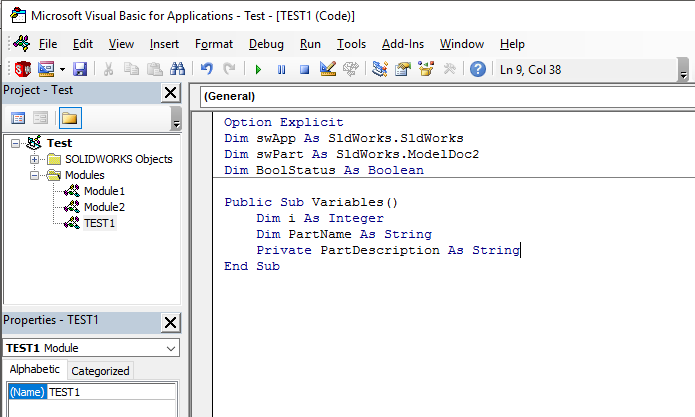 Microsoft Visual Basic for Applications - Test - [TEST1 (Code)]
File Edit View Insert Format Debug Run Tools Add-Ins Window Help
Ln 9, Col 38
Project - Test
(General)
Test
SOLIDWORKS Objects
Modules
Module1
Module2
TEST1
Option Explicit
Dim swApp As SldWorks.SldWorks
Dim swPart As SldWorks.ModelDoc2
Dim BoolStatus As Boolean
Public Sub Variables()
Dim i As Integer
Dim PartName As String
Private PartDescription As String
End Sub
Properties - TEST1
TEST1 Module
Alphabetic Categorized
(Name) TEST1